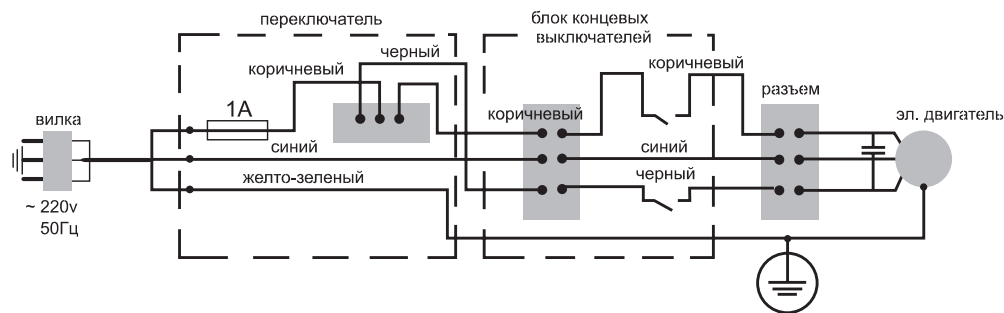 переключатель
блок концевых
выключателей
черный
коричневый
коричневый
1А
разъем
коричневый
вилка
эл. двигатель
синий
синий
желто-зеленый
черный
~ 220v
50Гц